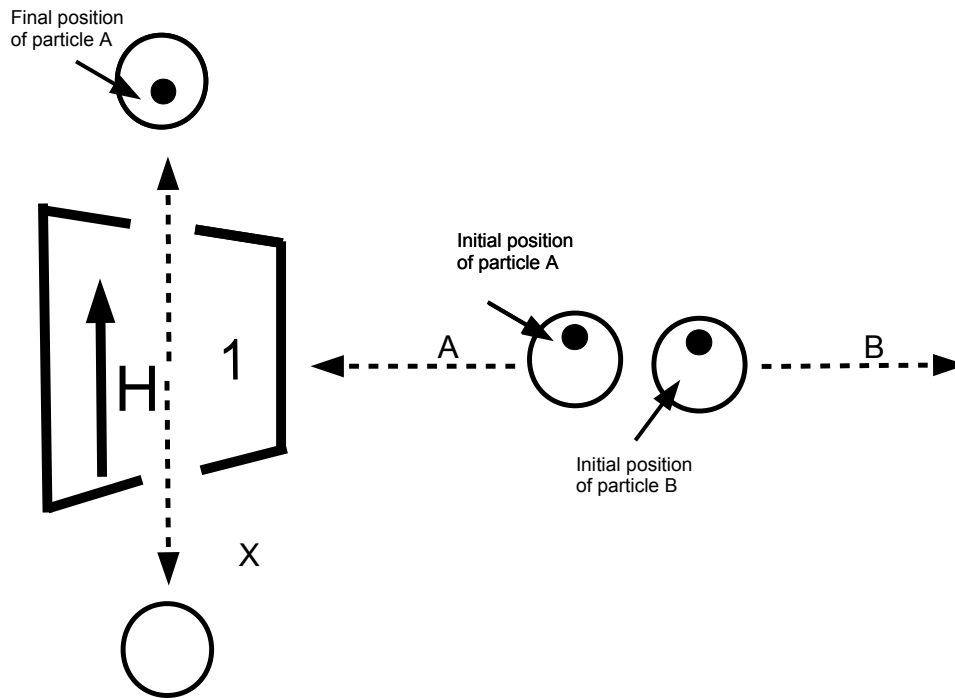 Final position
of particle A
Initial position
of particle A
A
B
H
1
Initial position
of particle B
X